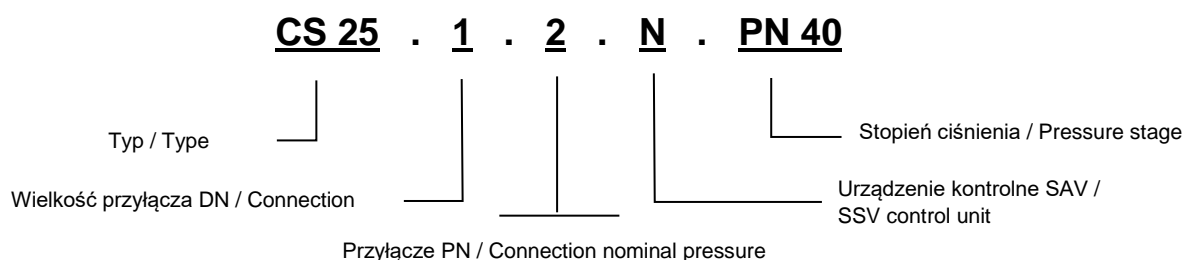 CS 25 . 1 . 2 . N . PN 40
Typ / Type
Stopień ciśnienia / Pressure stage
Wielkość przyłącza DN / Connection
Urządzenie kontrolne SAV /
SSV control unit
Przyłącze PN / Connection nominal pressure